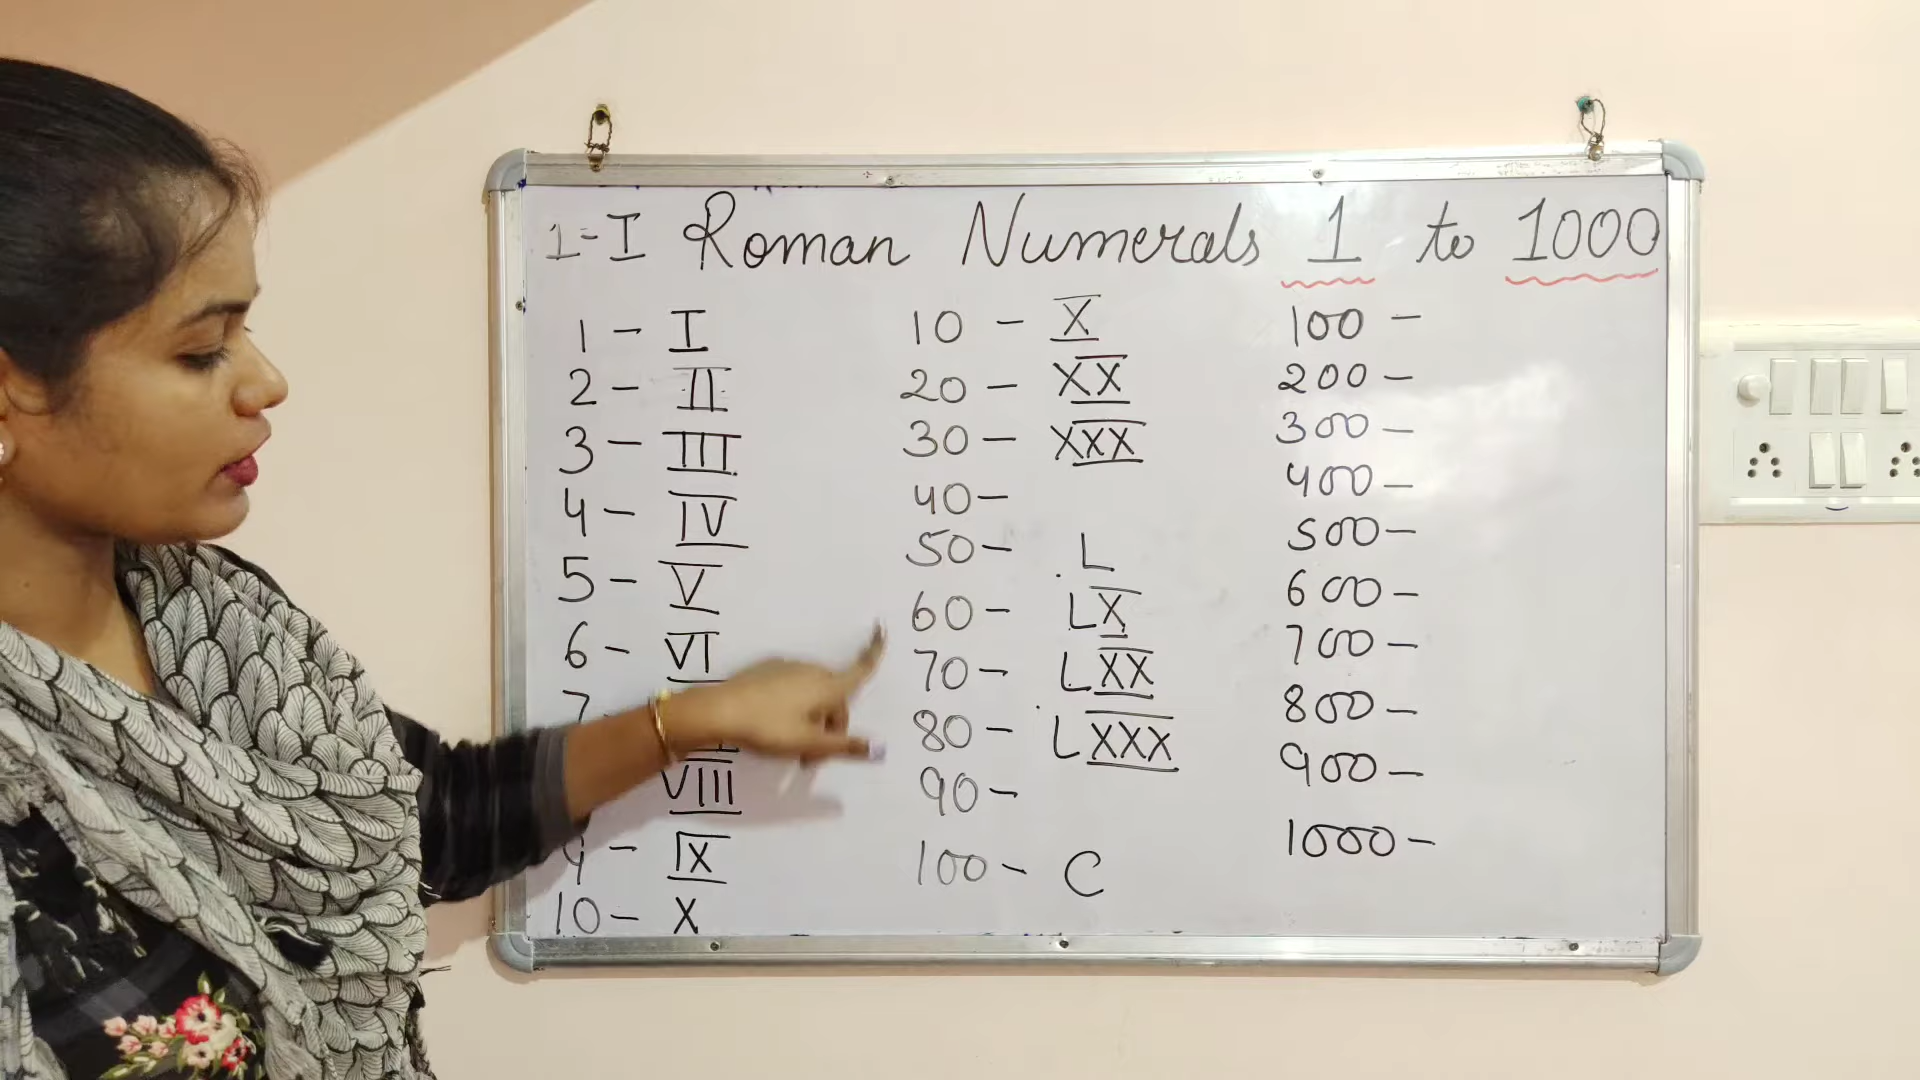 1-I Roman Numerals 1 to 1000
1 - I
2 - II
3 - III
4 - IV
5 - V
6 - VI
7
VIII
9 - IX
10 - X
10 - X
20 - XX
30 - XXX
40 -
50 - L
60 - LX
70 - LXX
80 - LXXX
90 -
100 - C
100 -
200 -
300 -
400 -
500 -
600 -
700 -
800 -
900 -
1000 -